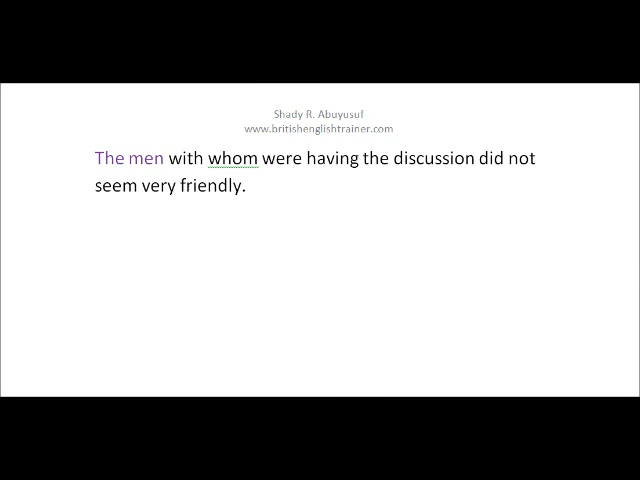 Shady R. Abuyusuf
www.britishenglishtrainer.com
The men with whom were having the discussion did not
seem very friendly.